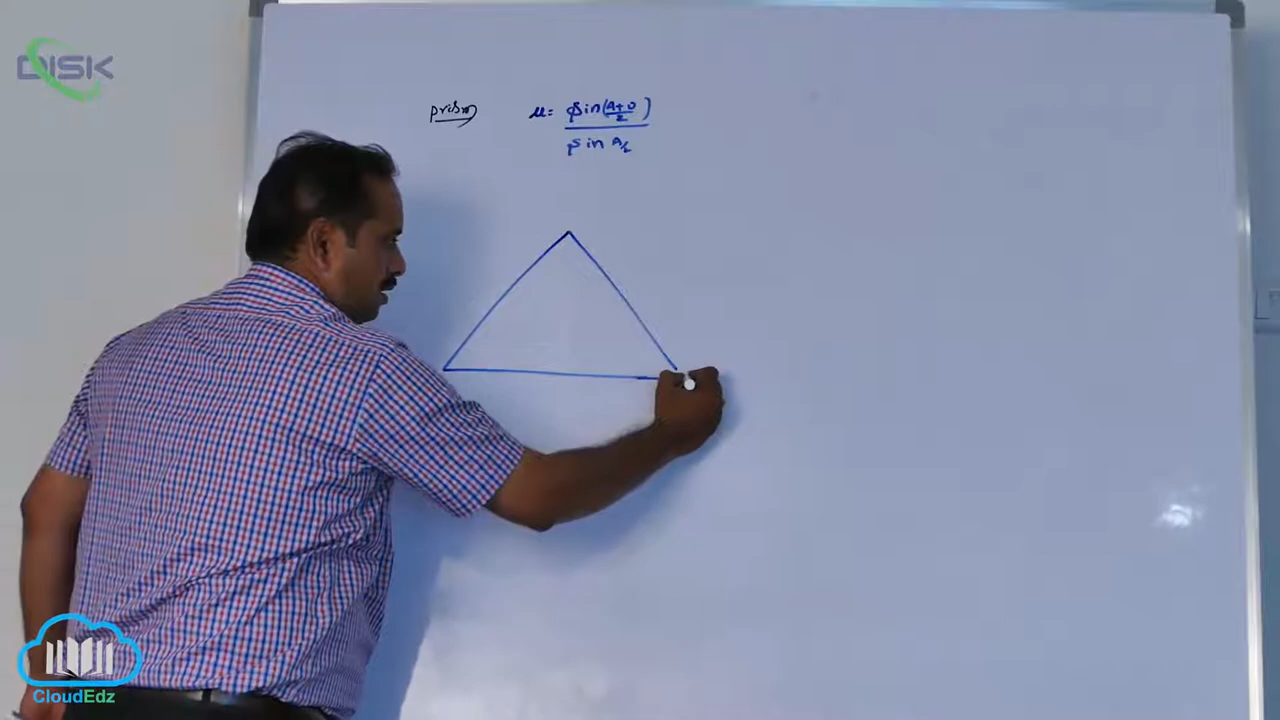 DISK
prism μ = sin(A+D/2)
sin A/2
CloudEdz